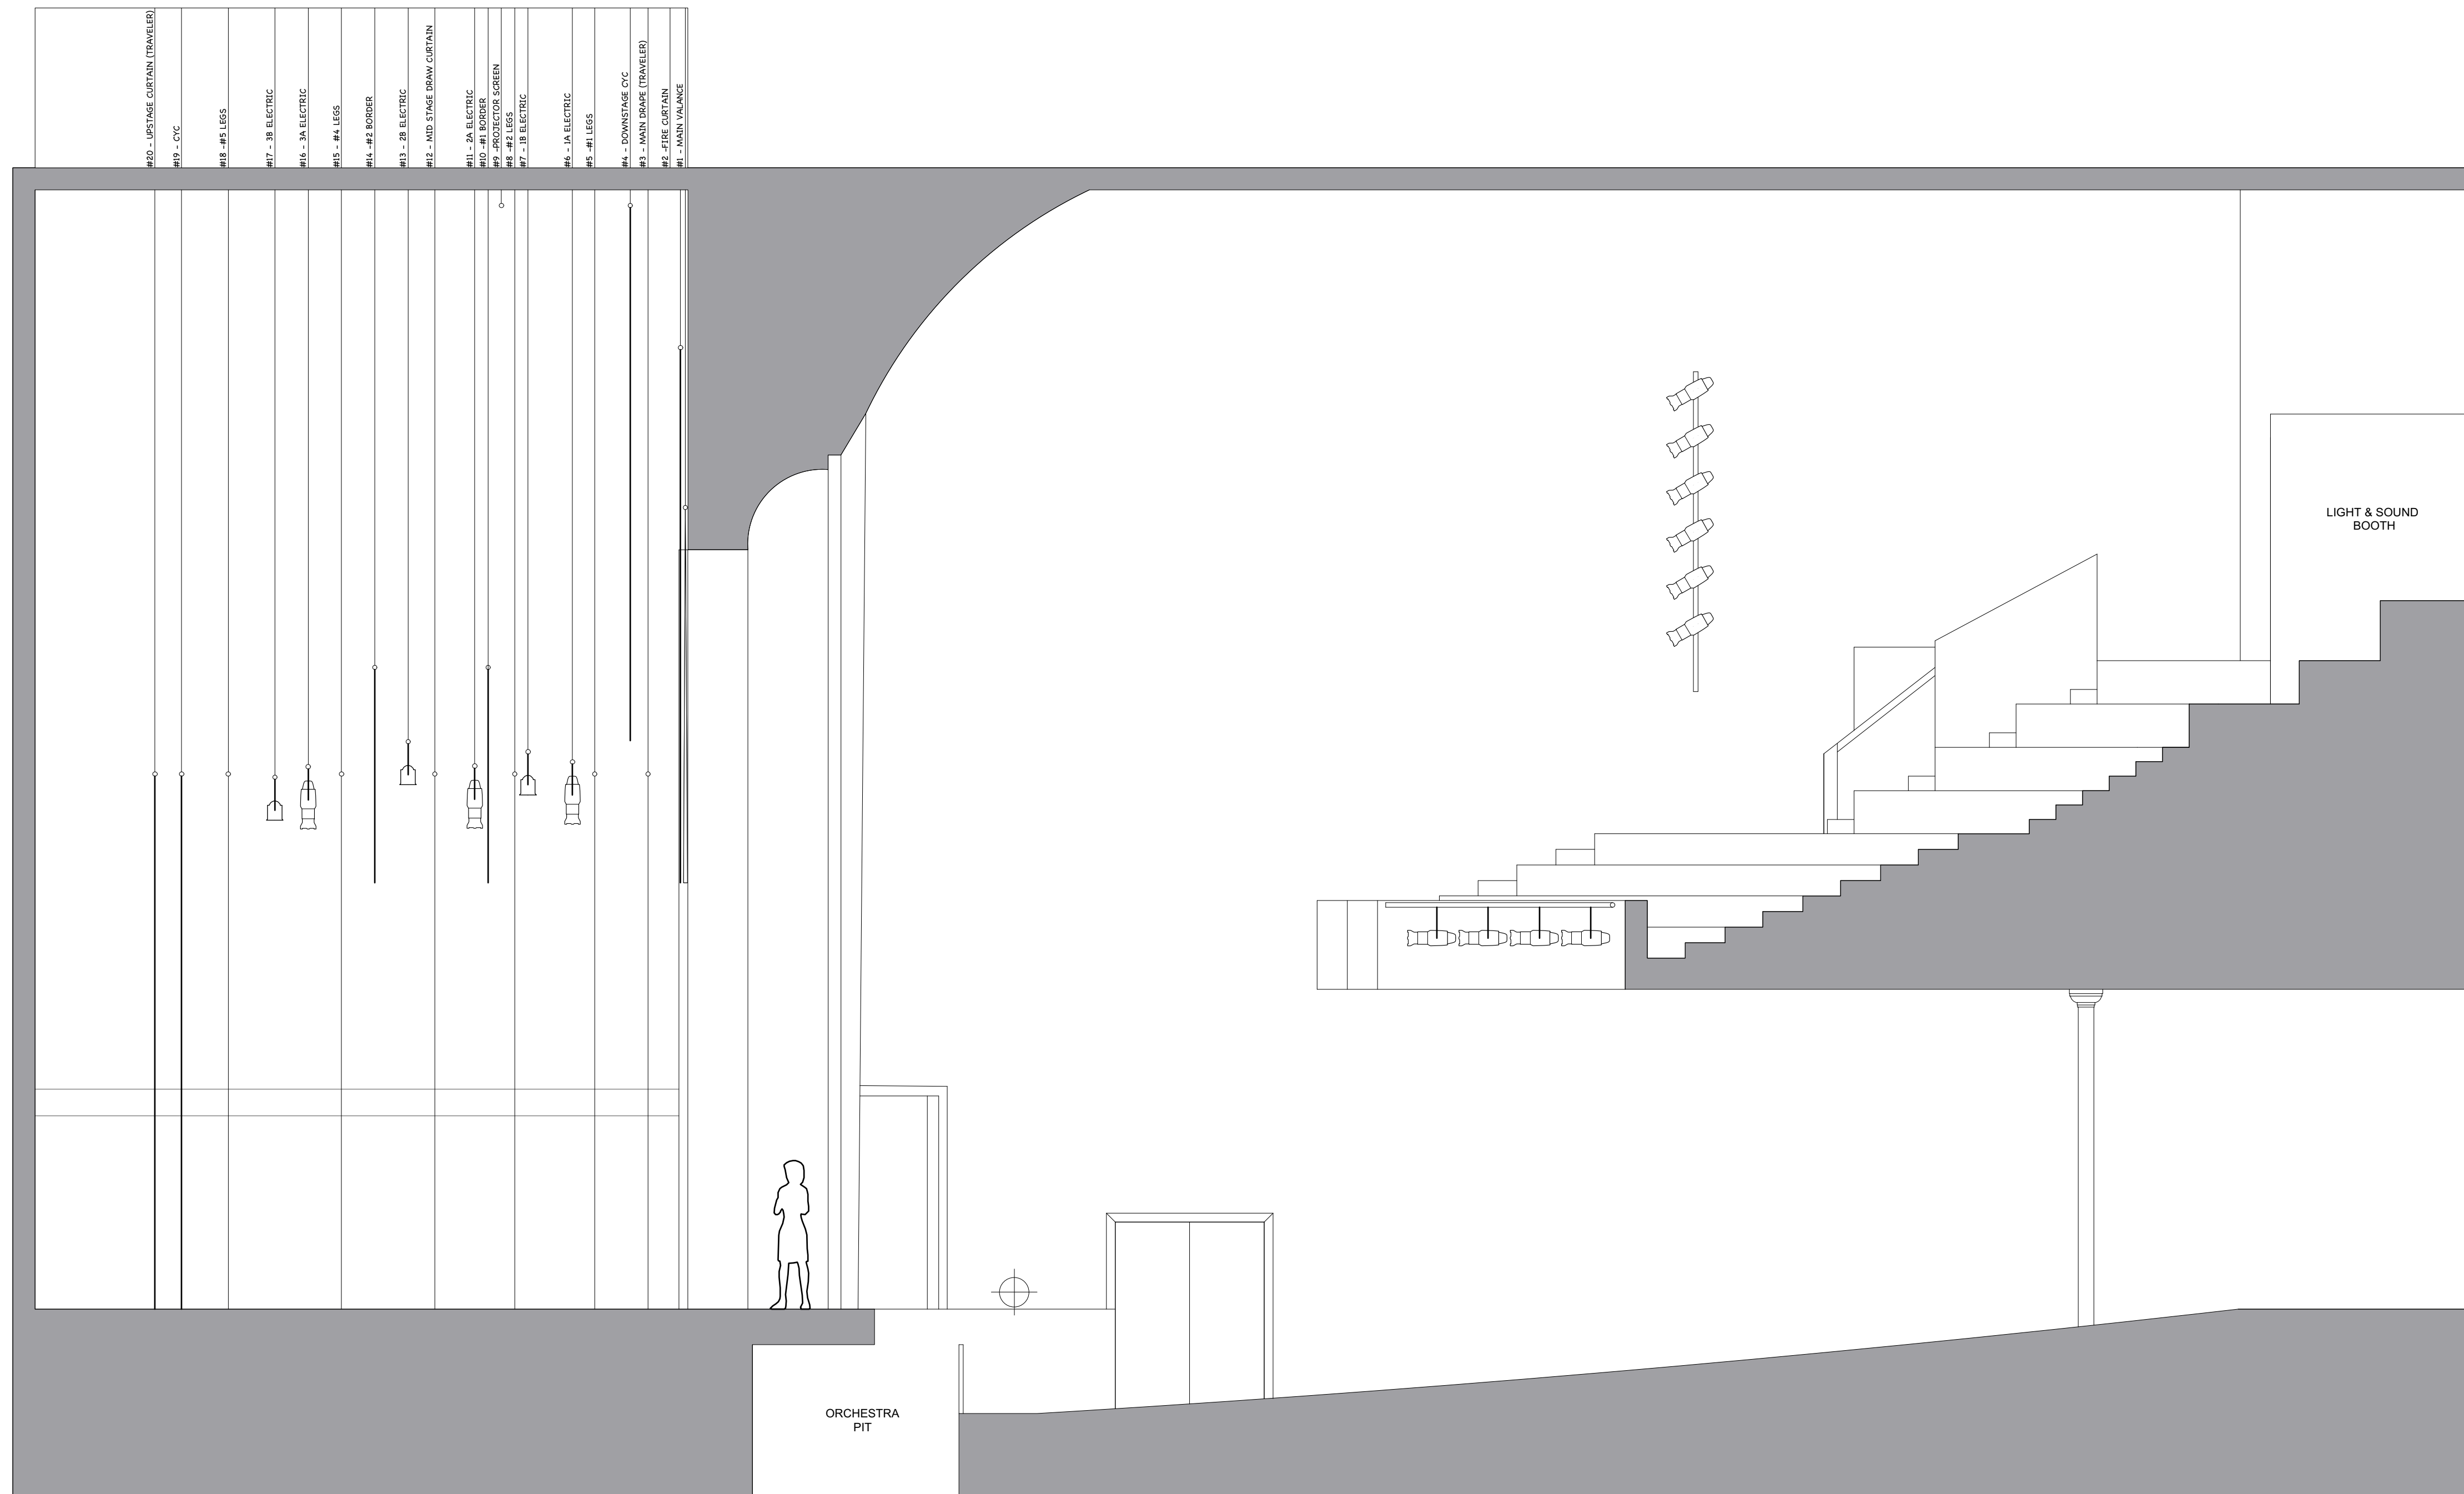 #20 - UPSTAGE CURTAIN (TRAVELER)
#19 - CYC
#18 -#5 LEGS
#17 - 3B ELECTRIC
#16 - 3A ELECTRIC
#15 - #4 LEGS
#14 -#2 BORDER
#13 - 2B ELECTRIC
#12 - MID STAGE DRAW CURTAIN
#11 - 2A ELECTRIC
#10 -#1 BORDER
#9 -PROJECTOR SCREEN
#8 -#2 LEGS
#7 - 1B ELECTRIC
#6 - 1A ELECTRIC
#5 -#1 LEGS
#4 - DOWNSTAGE CYC
#3 - MAIN DRAPE (TRAVELER)
#2 -FIRE CURTAIN
#1 - MAIN VALANCE
LIGHT & SOUND
BOOTH
ORCHESTRA
PIT